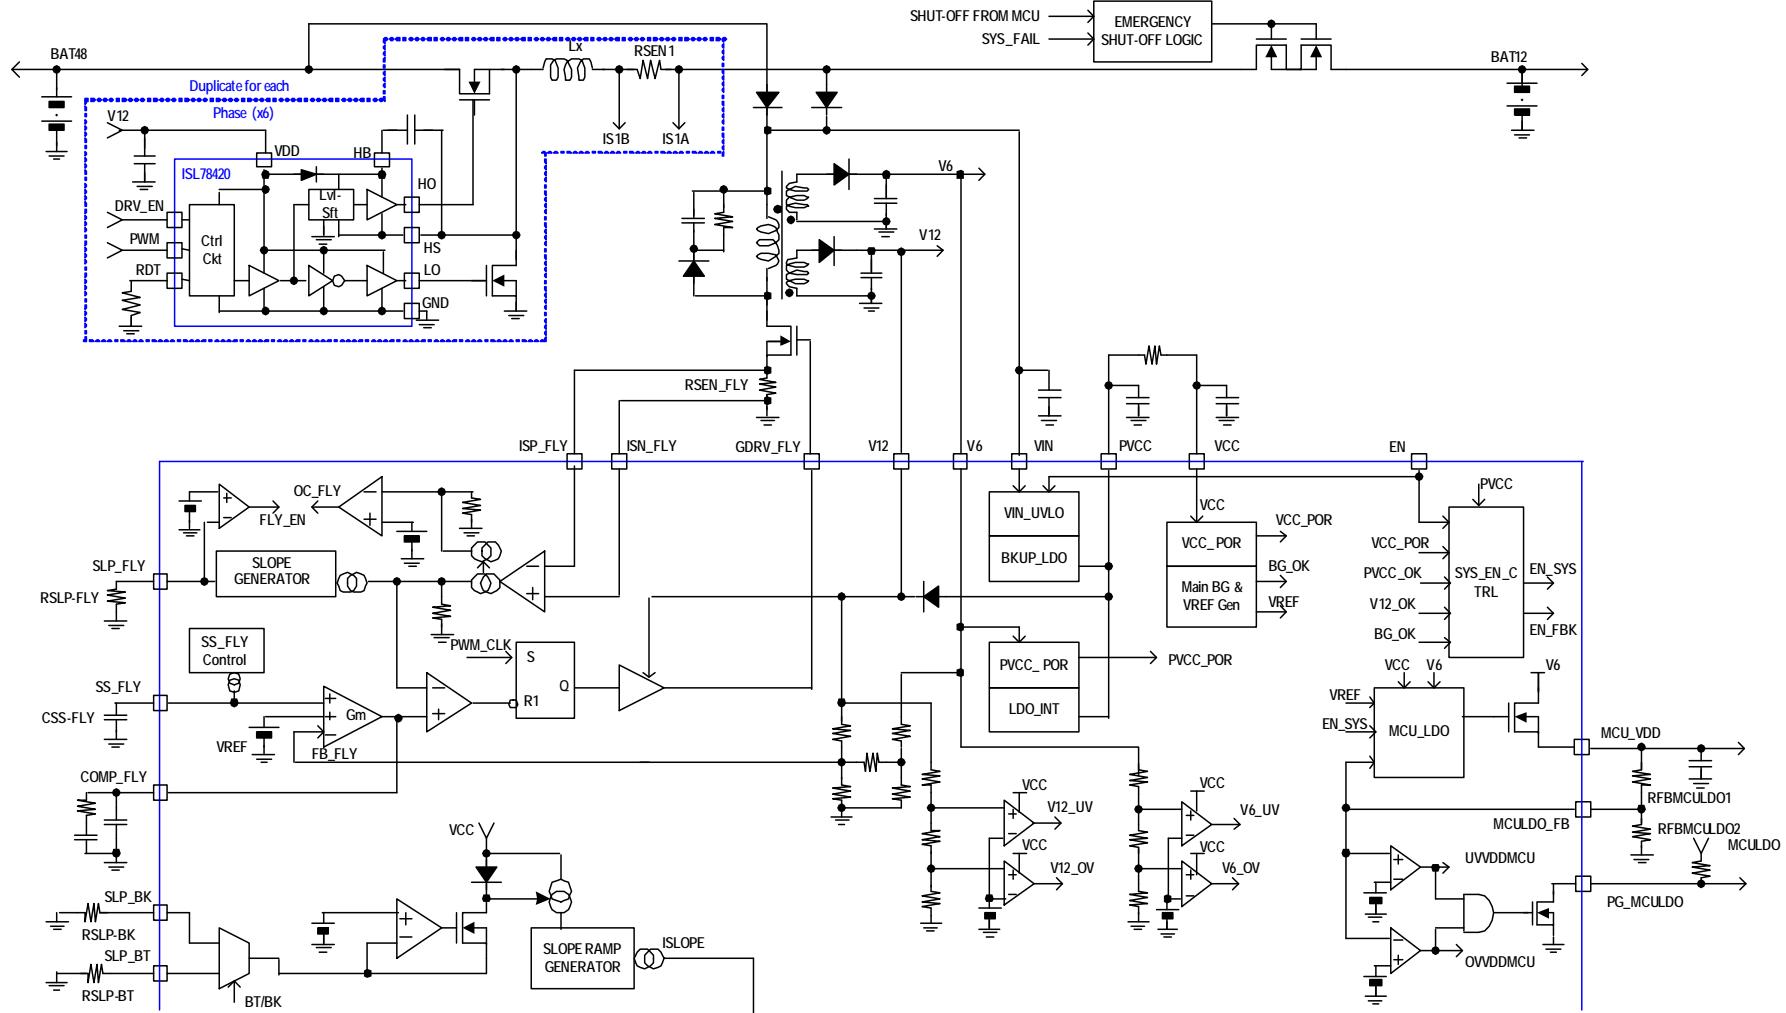 SHUT-OFF FROM MCU
SYS_FAIL
EMERGENCY
SHUT-OFF LOGIC
BAT48
Lx
RSEN1
BAT12
Duplicate for each
Phase (x6)
V12
IS1B
IS1A
VDD
HB
ISL78420
HO
DRV_EN
PWM
RDT
Ctrl
Ckt
Lvl-
Sft
HS
LO
GND
V6
V12
RSEN_FLY
ISP_FLY
ISN_FLY
GDRV_FLY
V12
V6
VIN
PVCC
VCC
EN
OC_FLY
FLY_EN
SLP_FLY
RSLP-FLY
SLOPE
GENERATOR
VIN_UVLO
BKUP_LDO
VCC
VCC_POR
Main BG &
VREF Gen
VCC_POR
BG_OK
VREF
PVCC
VCC_POR
PVCC_OK
V12_OK
BG_OK
SYS_EN_C
TRL
EN_SYS
EN_FBK
SS_FLY
Control
PWM_CLK
S
R1
Q
PVCC_ POR
LDO_INT
PVCC_POR
SS_FLY
CSS-FLY
VREF
Gm
FB_FLY
COMP_FLY
VCC
V6
V6
VREF
EN_SYS
MCU_LDO
MCU_VDD
RFBMCULDO1
MCULDO_FB
RFBMCULDO2
MCULDO
VCC
V12_UV
VCC
V12_OV
VCC
V6_UV
VCC
V6_OV
UVVDDMCU
OVVDDMCU
PG_MCULDO
VCC
SLP_BK
RSLP-BK
SLP_BT
RSLP-BT
BT/BK
SLOPE RAMP
GENERATOR
ISLOPE